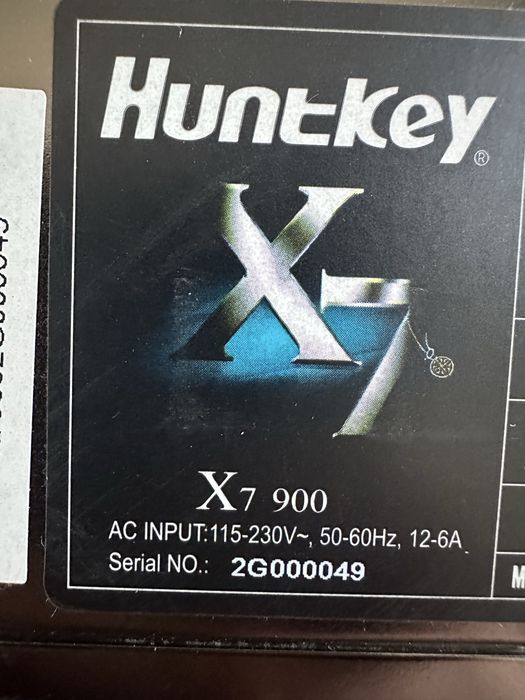 Huntkey®
X7
X7 900
AC INPUT:115-230V~, 50-60Hz, 12-6A
Serial NO.: 2G000049
M